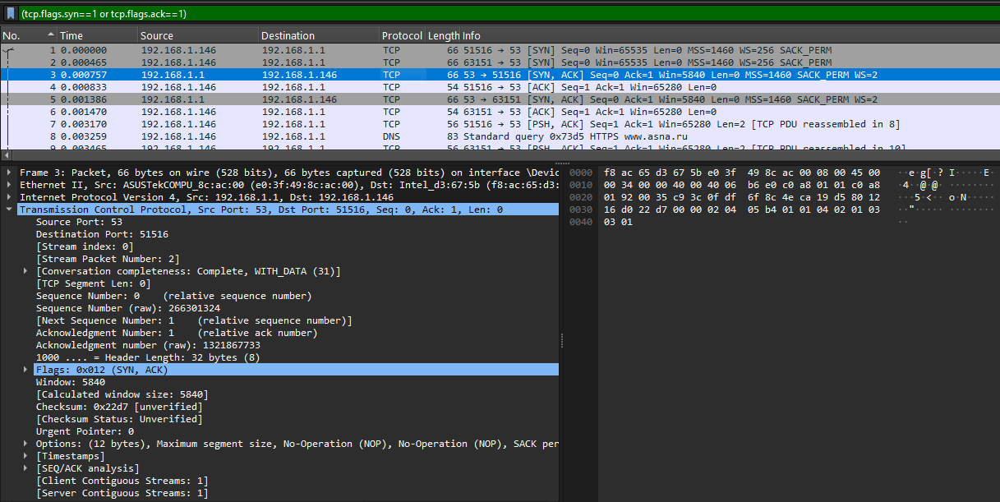 (tcp.flags.syn==1 or tcp.flags.ack==1)
No. Time Source Destination Protocol Length Info
1 0.000000 192.168.1.146 192.168.1.1 TCP 66 51516 → 53 [SYN] Seq=0 Win=65535 Len=0 MSS=1460 WS=256 SACK_PERM
2 0.000465 192.168.1.146 192.168.1.1 TCP 66 63151 → 53 [SYN] Seq=0 Win=65535 Len=0 MSS=1460 WS=256 SACK_PERM
3 0.000757 192.168.1.1 192.168.1.146 TCP 66 53 → 51516 [SYN, ACK] Seq=0 Ack=1 Win=5840 Len=0 MSS=1460 SACK_PERM WS=2
4 0.000833 192.168.1.146 192.168.1.1 TCP 54 51516 → 53 [ACK] Seq=1 Ack=1 Win=65280 Len=0
5 0.001386 192.168.1.1 192.168.1.146 TCP 66 53 → 63151 [SYN, ACK] Seq=0 Ack=1 Win=5840 Len=0 MSS=1460 SACK_PERM WS=2
6 0.001470 192.168.1.146 192.168.1.1 TCP 54 63151 → 53 [ACK] Seq=1 Ack=1 Win=65280 Len=0
7 0.003170 192.168.1.146 192.168.1.1 TCP 56 51516 → 53 [PSH, ACK] Seq=1 Ack=1 Win=65280 Len=2 [TCP PDU reassembled in 8]
8 0.003259 192.168.1.146 192.168.1.1 DNS 83 Standard query 0x73d5 HTTPS www.asna.ru
9 0.003465 192.168.1.146 192.168.1.1 TCP 56 63151 → 53 [PSH, ACK] Seq=1 Ack=1 Win=65280 Len=2 [TCP PDU reassembled in 10]
Frame 3: Packet, 66 bytes on wire (528 bits), 66 bytes captured (528 bits) on interface \Devic
Ethernet II, Src: ASUSTekCOMPU_8c:ac:00 (e0:3f:49:8c:ac:00), Dst: Intel_d3:67:5b (f8:ac:65:d3:
Internet Protocol Version 4, Src: 192.168.1.1, Dst: 192.168.1.146
Transmission Control Protocol, Src Port: 53, Dst Port: 51516, Seq: 0, Ack: 1, Len: 0
Source Port: 53
Destination Port: 51516
[Stream index: 0]
[Stream Packet Number: 2]
[Conversation completeness: Complete, WITH_DATA (31)]
[TCP Segment Len: 0]
Sequence Number: 0 (relative sequence number)
Sequence Number (raw): 266301324
[Next Sequence Number: 1 (relative sequence number)]
Acknowledgment Number: 1 (relative ack number)
Acknowledgment number (raw): 1321867733
1000 .... = Header Length: 32 bytes (8)
Flags: 0x012 (SYN, ACK)
Window: 5840
[Calculated window size: 5840]
Checksum: 0x22d7 [unverified]
[Checksum Status: Unverified]
Urgent Pointer: 0
Options: (12 bytes), Maximum segment size, No-Operation (NOP), No-Operation (NOP), SACK per
[Timestamps]
[SEQ/ACK analysis]
[Client Contiguous Streams: 1]
[Server Contiguous Streams: 1]
0000 f8 ac 65 d3 67 5b e0 3f 49 8c ac 00 08 00 45 00 ··e·g[·? I·····E·
0010 00 34 00 00 40 00 40 06 b6 e0 c0 a8 01 01 c0 a8 ·4··@·@· ········
0020 01 92 00 35 c9 3c 0f df 6f 8c 4e ca 19 d5 80 12 ···5·<·· o·N·····
0030 16 d0 22 d7 00 00 02 04 05 b4 01 01 04 02 01 03 ··"····· ········
0040 03 01 ··